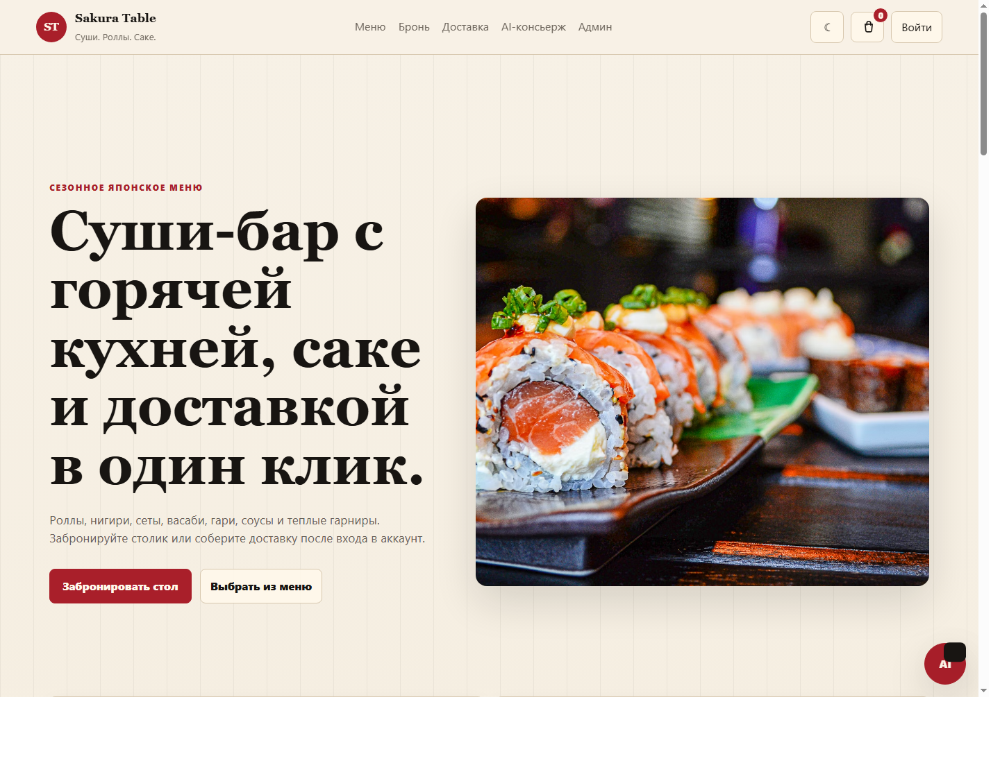 ST
Sakura Table
Суши. Роллы. Саке.
Меню
Бронь
Доставка
AI-консьерж
Админ
0
Войти
СЕЗОННОЕ ЯПОНСКОЕ МЕНЮ
Суши-бар с
горячей
кухней, саке
и доставкой
в один клик.
Роллы, нигири, сеты, васаби, гари, соусы и теплые гарниры.
Забронируйте столик или соберите доставку после входа в аккаунт.
Забронировать стол
Выбрать из меню
AI